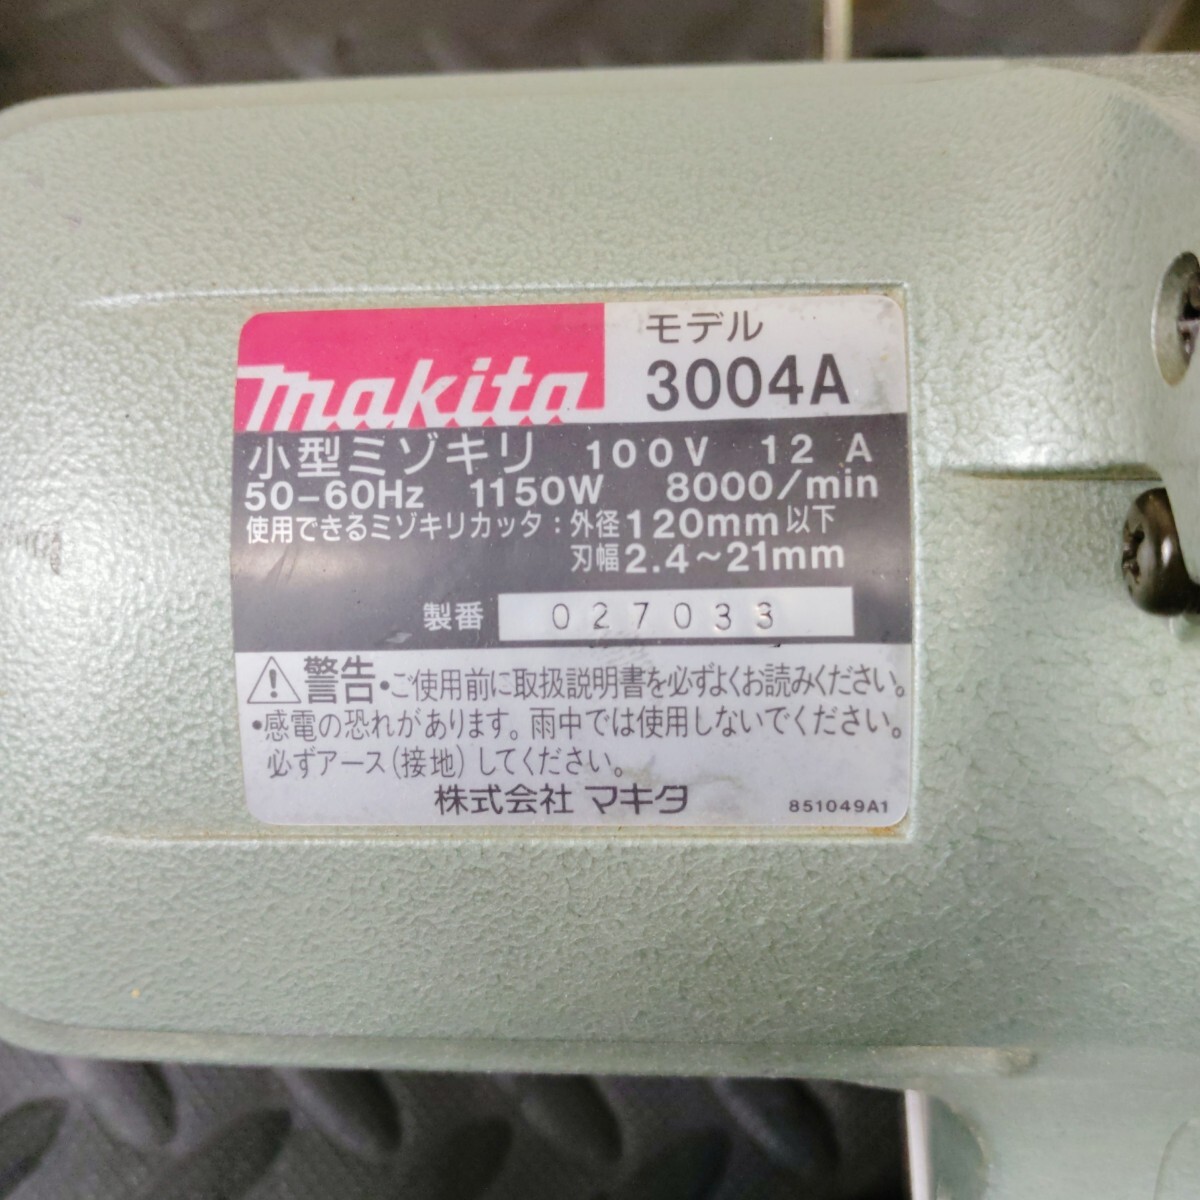 makita
モデル
3004A
小型ミゾキリ 100V 12 A
50-60Hz 1150W 8000/min
使用できるミゾキリカッタ:外径120mm以下
刃幅2.4~21mm
製番 027033
警告・ご使用前に取扱説明書を必ずよくお読みください。
・感電の恐れがあります。雨中では使用しないでください。
必ずアース(接地)してください。
株式会社 マキタ 851049A1